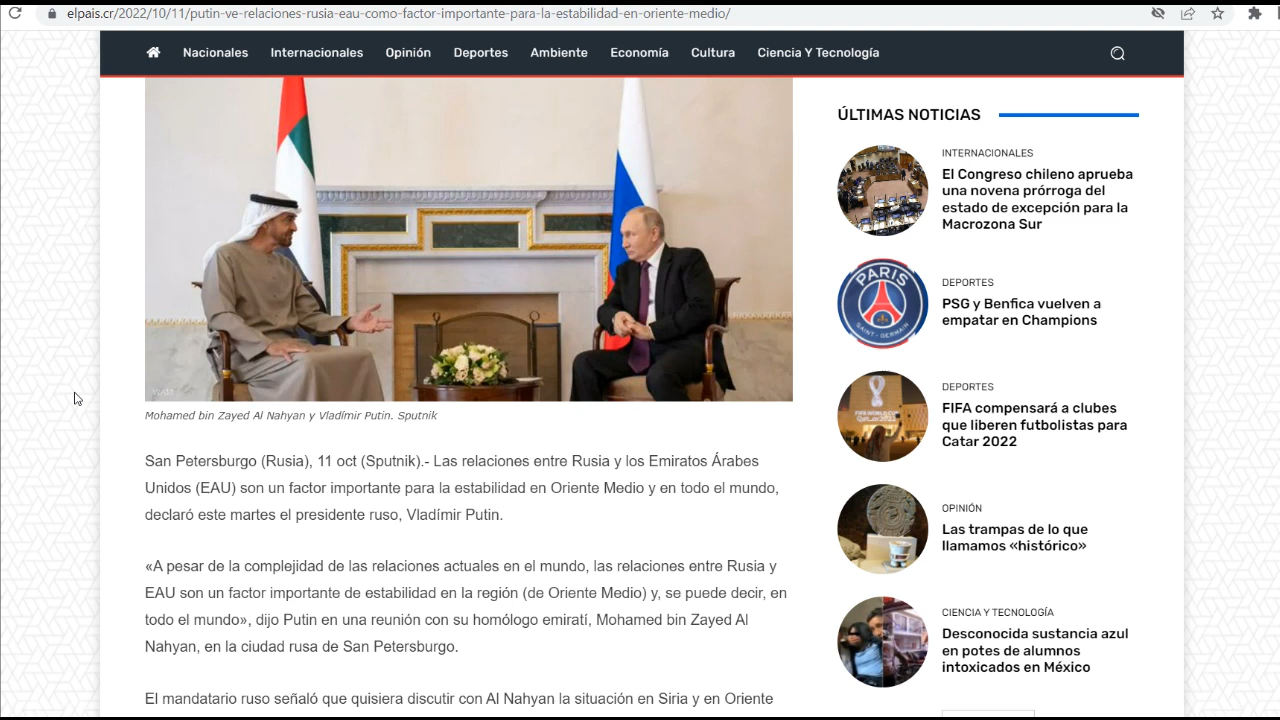 elpais.cr/2022/10/11/putin-ve-relaciones-rusia-eau-como-factor-importante-para-la-estabilidad-en-oriente-medio/
Nacionales Internacionales Opinión Deportes Ambiente Economía Cultura Ciencia Y Tecnología
Mohamed bin Zayed Al Nahyan y Vladímir Putin. Sputnik
San Petersburgo (Rusia), 11 oct (Sputnik).- Las relaciones entre Rusia y los Emiratos Árabes
Unidos (EAU) son un factor importante para la estabilidad en Oriente Medio y en todo el mundo,
declaró este martes el presidente ruso, Vladímir Putin.
«A pesar de la complejidad de las relaciones actuales en el mundo, las relaciones entre Rusia y
EAU son un factor importante de estabilidad en la región (de Oriente Medio) y, se puede decir, en
todo el mundo», dijo Putin en una reunión con su homólogo emiratí, Mohamed bin Zayed Al
Nahyan, en la ciudad rusa de San Petersburgo.
El mandatario ruso señaló que quisiera discutir con Al Nahyan la situación en Siria y en Oriente
ÚLTIMAS NOTICIAS
INTERNACIONALES
El Congreso chileno aprueba
una novena prórroga del
estado de excepción para la
Macrozona Sur
PARIS
SAINT-GERMAIN
DEPORTES
PSG y Benfica vuelven a
empatar en Champions
DEPORTES
FIFA compensará a clubes
que liberen futbolistas para
Catar 2022
OPINIÓN
Las trampas de lo que
llamamos «histórico»
CIENCIA Y TECNOLOGÍA
Desconocida sustancia azul
en potes de alumnos
intoxicados en México